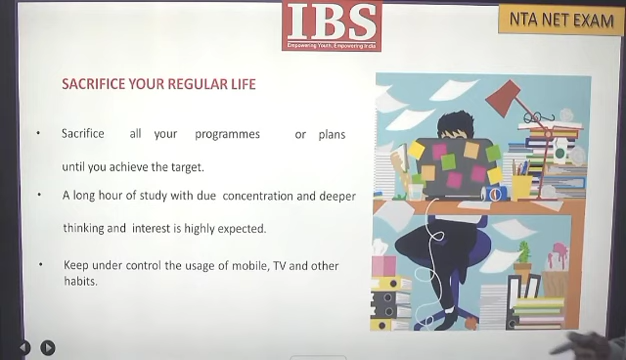 IBS
Empowering Youth, Empowering India
NTA NET EXAM
SACRIFICE YOUR REGULAR LIFE
• Sacrifice all your programmes or plans
until you achieve the target.
• A long hour of study with due concentration and deeper
thinking and interest is highly expected.
• Keep under control the usage of mobile, TV and other
habits.